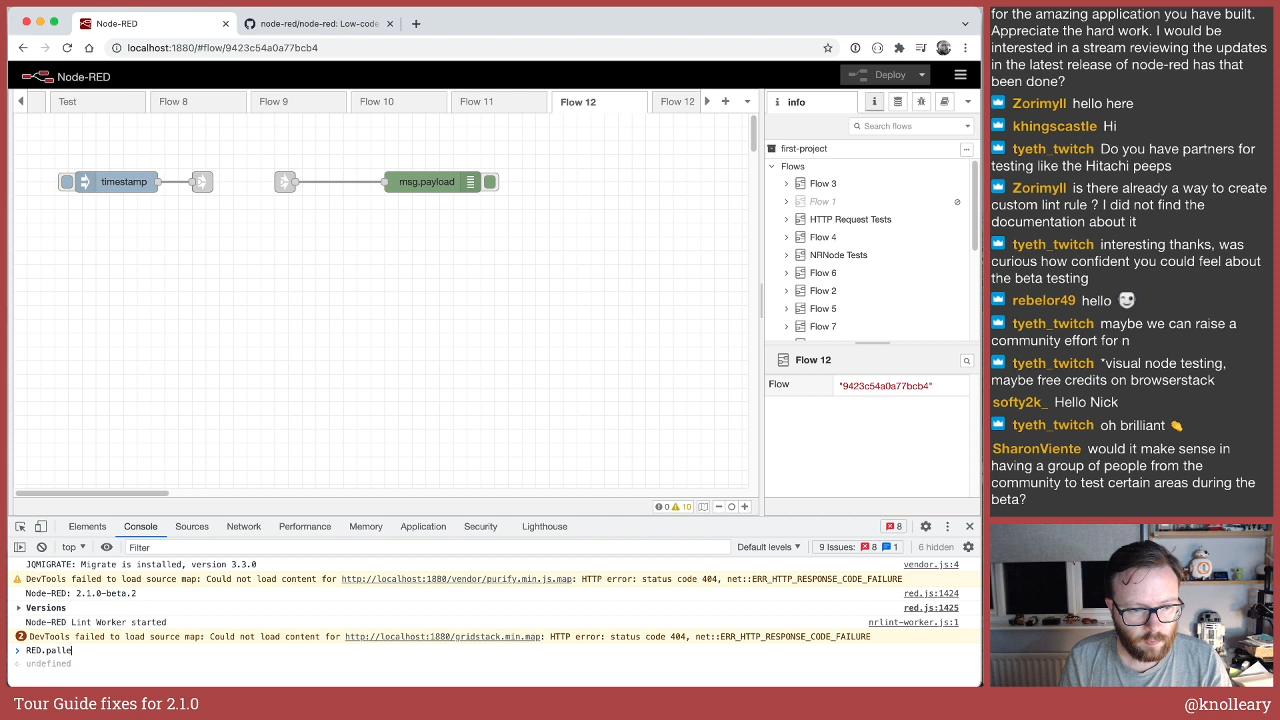 Node-RED
node-red/node-red: Low-code
localhost:1880/#flow/9423c54a0a77bcb4
Node-RED
Deploy
Test
Flow 8
Flow 9
Flow 10
Flow 11
Flow 12
Flow 12
i info
Search flows
timestamp
msg.payload
first-project
Flows
Flow 3
Flow 1
HTTP Request Tests
Flow 4
NRNode Tests
Flow 6
Flow 2
Flow 5
Flow 7
Flow 12
Flow
"9423c54a0a77bcb4"
0 10
Elements
Console
Sources
Network
Performance
Memory
Application
Security
Lighthouse
8
top
Filter
Default levels
9 Issues: 8 1
6 hidden
JQMIGRATE: Migrate is installed, version 3.3.0
vendor.js:4
DevTools failed to load source map: Could not load content for http://localhost:1880/vendor/purify.min.js.map: HTTP error: status code 404, net::ERR_HTTP_RESPONSE_CODE_FAILURE
Node-RED: 2.1.0-beta.2
red.js:1424
Versions
red.js:1425
Node-RED Lint Worker started
nrlint-worker.js:1
2 DevTools failed to load source map: Could not load content for http://localhost:1880/pridstack.min.map: HTTP error: status code 404, net::ERR_HTTP_RESPONSE_CODE_FAILURE
RED.palle
undefined
for the amazing application you have built.
Appreciate the hard work. I would be
interested in a stream reviewing the updates
in the latest release of node-red has that
been done?
Zorimyll hello here
khingscastle Hi
tyeth_twitch Do you have partners for
testing like the Hitachi peeps
Zorimyll is there already a way to create
custom lint rule ? I did not find the
documentation about it
tyeth_twitch interesting thanks, was
curious how confident you could feel about
the beta testing
rebelor49 hello
tyeth_twitch maybe we can raise a
community effort for n
tyeth_twitch *visual node testing,
maybe free credits on browserstack
softy2k_ Hello Nick
tyeth_twitch oh brilliant
SharonViente would it make sense in
having a group of people from the
community to test certain areas during the
beta?
Tour Guide fixes for 2.1.0
@knolleary